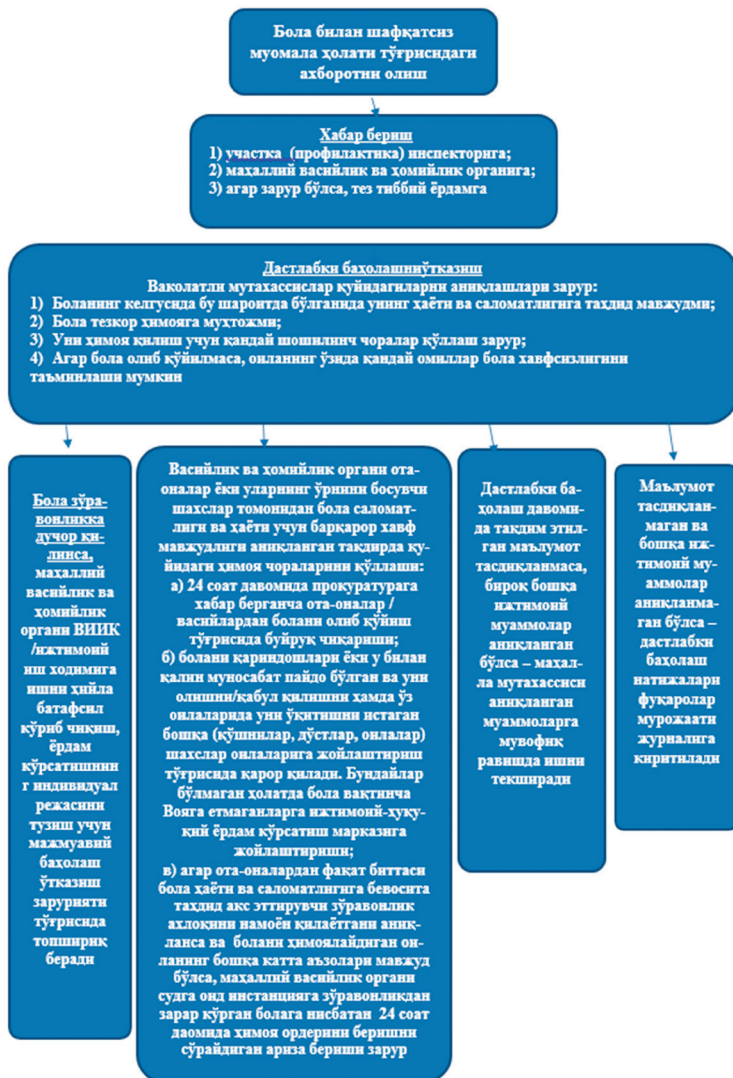 Бола билан шафқатсиз
муомала ҳолати тўғрисидаги
ахборотни олиш
Хабар бериш
1) участка (профилактика) инспекторига;
2) маҳаллий васийлик ва ҳомийлик органига;
3) агар зарур бўлса, тез тиббий ёрдамга
Дастлабки баҳолашниўтказиш
Ваколатли мутахассислар қуйидагиларни аниқлашлари зарур:
1) Боланинг келгусида бу шароитда бўлганида унинг ҳаёти ва саломатлигига таҳдид мавжудми;
2) Бола тезкор ҳимояга муҳтожми;
3) Уни ҳимоя қилиш учун қандай шошилинч чоралар қўллаш зарур;
4) Агар бола олиб қўйилмаса, оиланинг ўзида қандай омиллар бола хавфсизлигини
таъминлаши мумкин
Бола зўра-
вонликка
дучор қи-
линса,
маҳаллий
васийлик ва
ҳомийлик
органи ВИИК
/ижтимоий
иш ходимига
ишни ҳийла
батафсил
кўриб чиқиш,
ёрдам
кўрсатишнин
г индивидуал
режасини
тузиш учун
мажмуавий
баҳолаш
ўтказиш
зарурияти
тўғрисида
топшириқ
беради
Васийлик ва ҳомийлик органи ота-
оналар ёки уларнинг ўрнини босувчи
шахслар томонидан бола саломат-
лиги ва ҳаёти учун барқарор хавф
мавжудлиги аниқланган тақдирда қу-
йидаги ҳимоя чораларини қўллаши:
а) 24 соат давомида прокуратурага
хабар берганча ота-оналар /
васийлардан болани олиб қўйиш
тўғрисида буйруқ чиқариши;
б) болани қариндошлари ёки у билан
қалин муносабат пайдо бўлган ва уни
олишни/қабул қилишни ҳамда ўз
оилаларида уни ўқитишни истаган
бошқа (қўшнилар, дўстлар, оилалар)
шахслар оилаларига жойлаштириш
тўғрисида қарор қилади. Бундайлар
бўлмаган ҳолатда бола вақтинча
Вояга етмаганларга ижтимоий-ҳуқу-
қий ёрдам кўрсатиш марказига
жойлаштириши;
в) агар ота-оналардан фақат биттаси
бола ҳаёти ва саломатлигига бевосита
таҳдид акс эттирувчи зўравонлик
ахлоқини намоён қилаётгани аниқ-
ланса ва болани ҳимоялайдиган ои-
ланинг бошқа катта аъзолари мавжуд
бўлса, маҳаллий васийлик органи
судга оид инстанцияга зўравонликдан
зарар кўрган болага нисбатан 24 соат
даомида ҳимоя ордерини беришни
сўрайдиган ариза бериши зарур
Дастлабки ба-
ҳолаш давоми-
да тақдим этил-
ган маълумот
тасдиқланмаса,
бироқ бошқа
ижтимоий
муаммолар
аниқланган
бўлса – маҳал-
ла мутахассиси
аниқланган
муаммоларга
мувофиқ
равишда ишни
текширади
Маълумот
тасдиқлан-
маган ва
бошқа иж-
тимоий му-
аммолар
аниқланма-
ган бўлса –
дастлабки
баҳолаш
натижалари
фуқаролар
мурожаати
журналига
киритилади